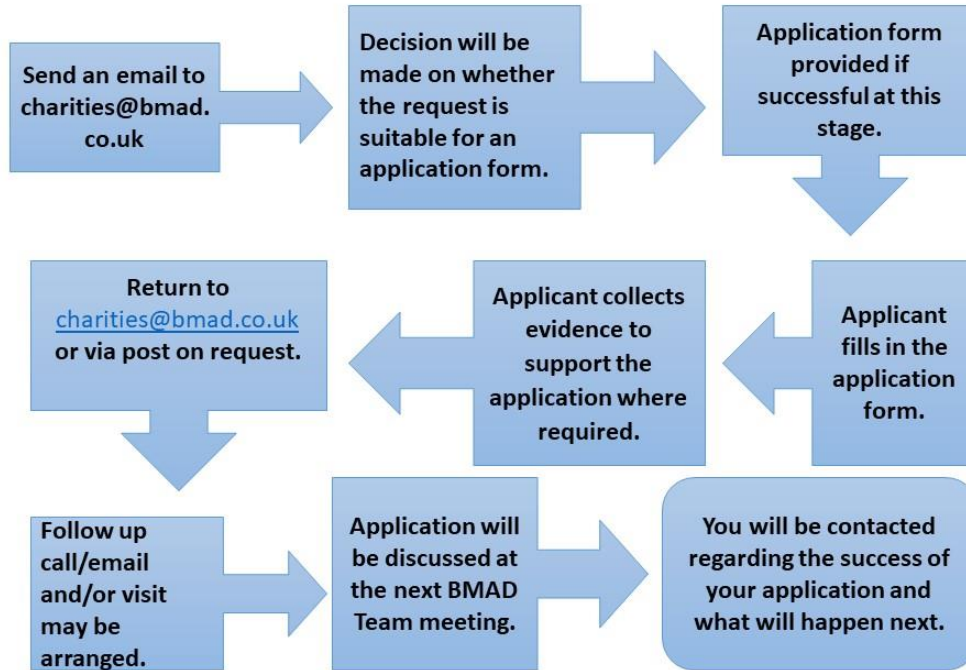 Send an email to
charities@bmad.
co.uk
Decision will be
made on whether
the request is
suitable for an
application form.
Application form
provided if
successful at this
stage.
Applicant
fills in the
application
form.
Applicant collects
evidence to
support the
application where
required.
Return to
charities@bmad.co.uk
or via post on request.
Follow up
call/email
and/or visit
may be
arranged.
Application will
be discussed at
the next BMAD
Team meeting.
You will be contacted
regarding the success of
your application and
what will happen next.